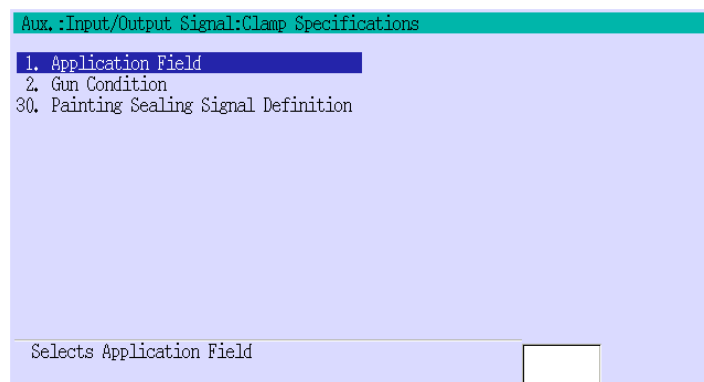 Aux.:Input/Output Signal:Clamp Specifications
1. Application Field
2. Gun Condition
30. Painting Sealing Signal Definition
Selects Application Field